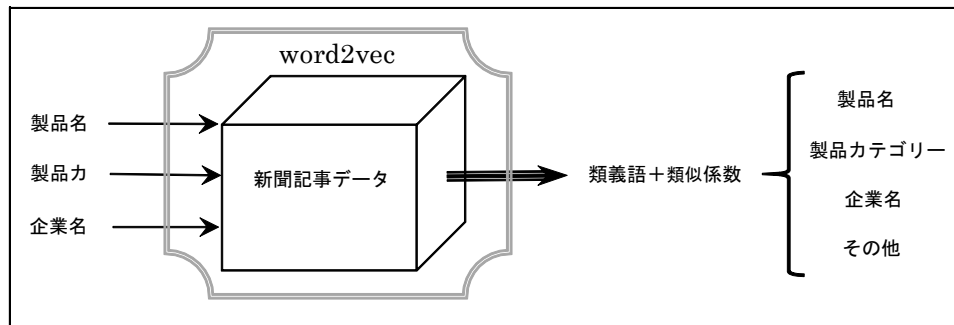 word2vec
製品名
製品カ
企業名
新聞記事データ
類義語＋類似係数
製品名
製品カテゴリー
企業名
その他